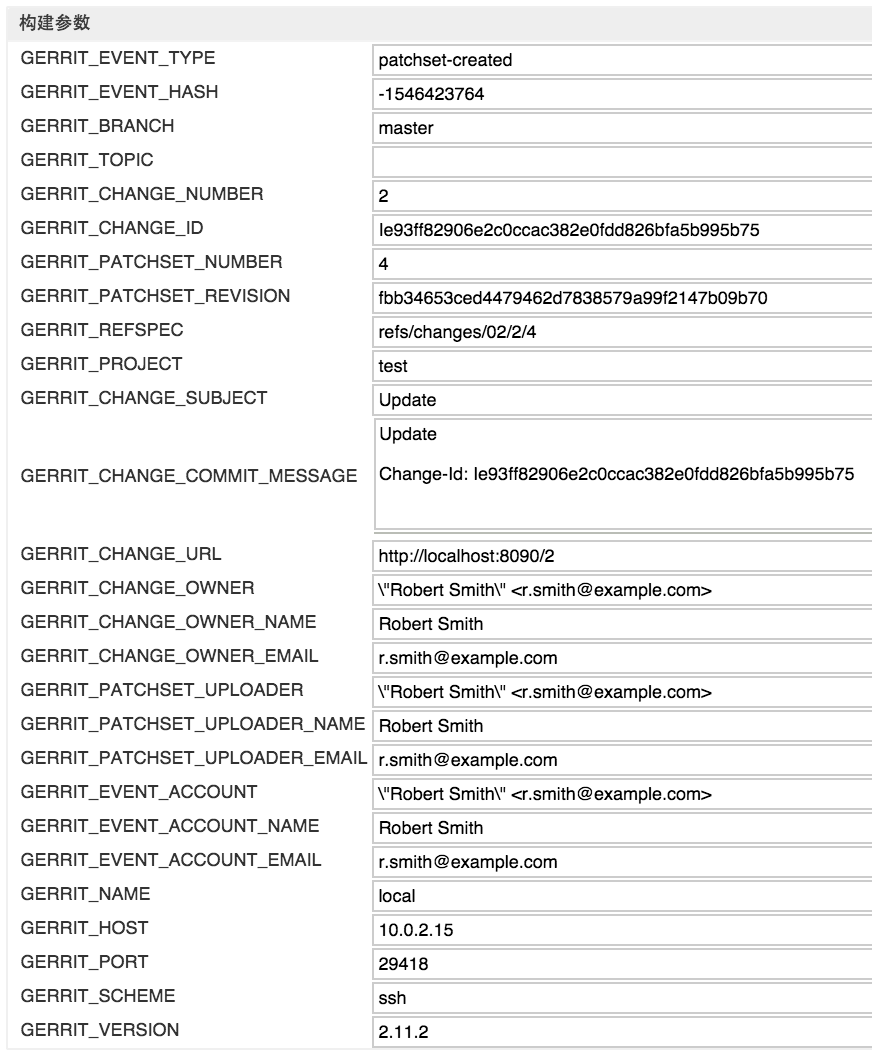 构建参数
GERRIT_EVENT_TYPE patchset-created
GERRIT_EVENT_HASH -1546423764
GERRIT_BRANCH master
GERRIT_TOPIC
GERRIT_CHANGE_NUMBER 2
GERRIT_CHANGE_ID Ie93ff82906e2c0ccac382e0fdd826bfa5b995b75
GERRIT_PATCHSET_NUMBER 4
GERRIT_PATCHSET_REVISION fbb34653ced4479462d7838579a99f2147b09b70
GERRIT_REFSPEC refs/changes/02/2/4
GERRIT_PROJECT test
GERRIT_CHANGE_SUBJECT Update
Update
GERRIT_CHANGE_COMMIT_MESSAGE Change-Id: Ie93ff82906e2c0ccac382e0fdd826bfa5b995b75
GERRIT_CHANGE_URL http://localhost:8090/2
GERRIT_CHANGE_OWNER \"Robert Smith\" <r.smith@example.com>
GERRIT_CHANGE_OWNER_NAME Robert Smith
GERRIT_CHANGE_OWNER_EMAIL r.smith@example.com
GERRIT_PATCHSET_UPLOADER \"Robert Smith\" <r.smith@example.com>
GERRIT_PATCHSET_UPLOADER_NAME Robert Smith
GERRIT_PATCHSET_UPLOADER_EMAIL r.smith@example.com
GERRIT_EVENT_ACCOUNT \"Robert Smith\" <r.smith@example.com>
GERRIT_EVENT_ACCOUNT_NAME Robert Smith
GERRIT_EVENT_ACCOUNT_EMAIL r.smith@example.com
GERRIT_NAME local
GERRIT_HOST 10.0.2.15
GERRIT_PORT 29418
GERRIT_SCHEME ssh
GERRIT_VERSION 2.11.2